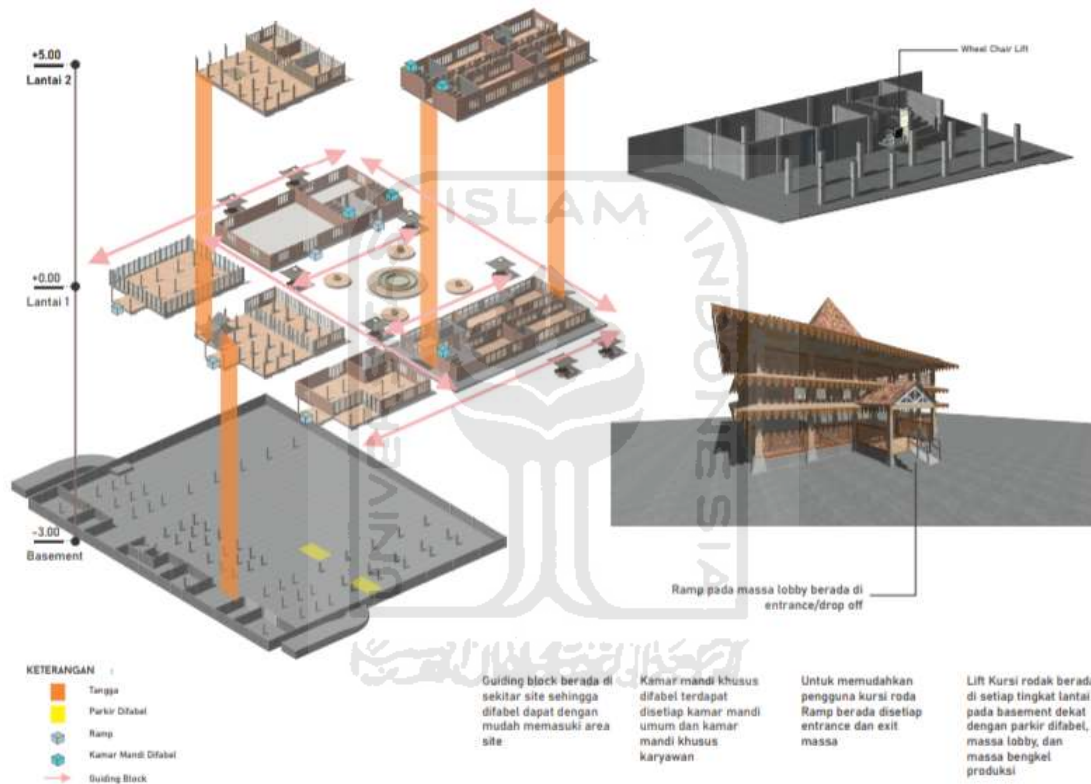 +5.00
Lantai 2
+0.00
Lantai 1
-3.00
Basement
Wheel Chair Lift
Ramp pada massa lobby berada di
entrance/drop off
ISLAM
UNIVERSITAS
INDONESIA
KETERANGAN :
Tangga
Parkir Difabel
Ramp
Kamar Mandi Difabel
Guiding Block
Guiding block berada di
sekitar site sehingga
difabel dapat dengan
mudah memasuki area
site
Kamar mandi khusus
difabel terdapat
disetiap kamar mandi
umum dan kamar
mandi khusus
karyawan
Untuk memudahkan
pengguna kursi roda
Ramp berada disetiap
entrance dan exit
massa
Lift Kursi rodak berada
di setiap tingkat lantai
pada basement dekat
dengan parkir difabel,
massa lobby, dan
massa bengkel
produksi